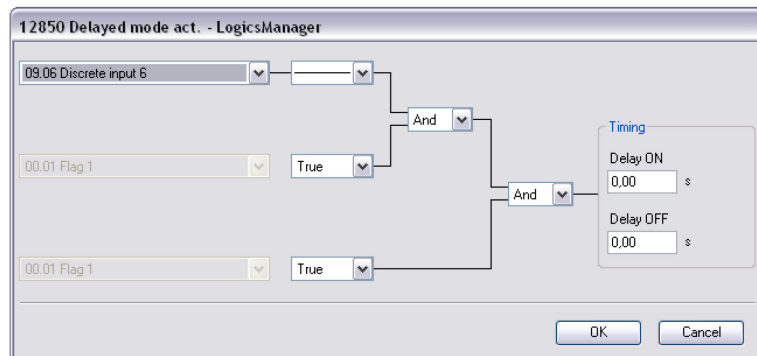 12850 Delayed mode act. - LogicsManager
09.06 Discrete input 6
And
Timing
Delay ON
00.01 Flag 1 True
0,00 s
And
Delay OFF
0,00 s
00.01 Flag 1 True
OK Cancel